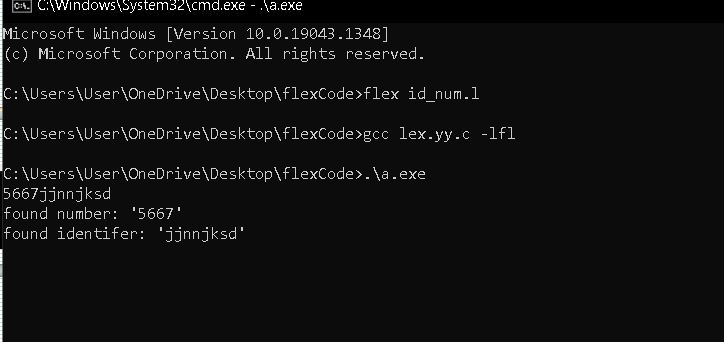 C:\Windows\System32\cmd.exe - .\a.exe
Microsoft Windows [Version 10.0.19043.1348]
(c) Microsoft Corporation. All rights reserved.
C:\Users\User\OneDrive\Desktop\flexCode>flex id_num.l
C:\Users\User\OneDrive\Desktop\flexCode>gcc lex.yy.c -lfl
C:\Users\User\OneDrive\Desktop\flexCode>.\a.exe
5667jjnnjksd
found number: '5667'
found identifer: 'jjnnjksd'